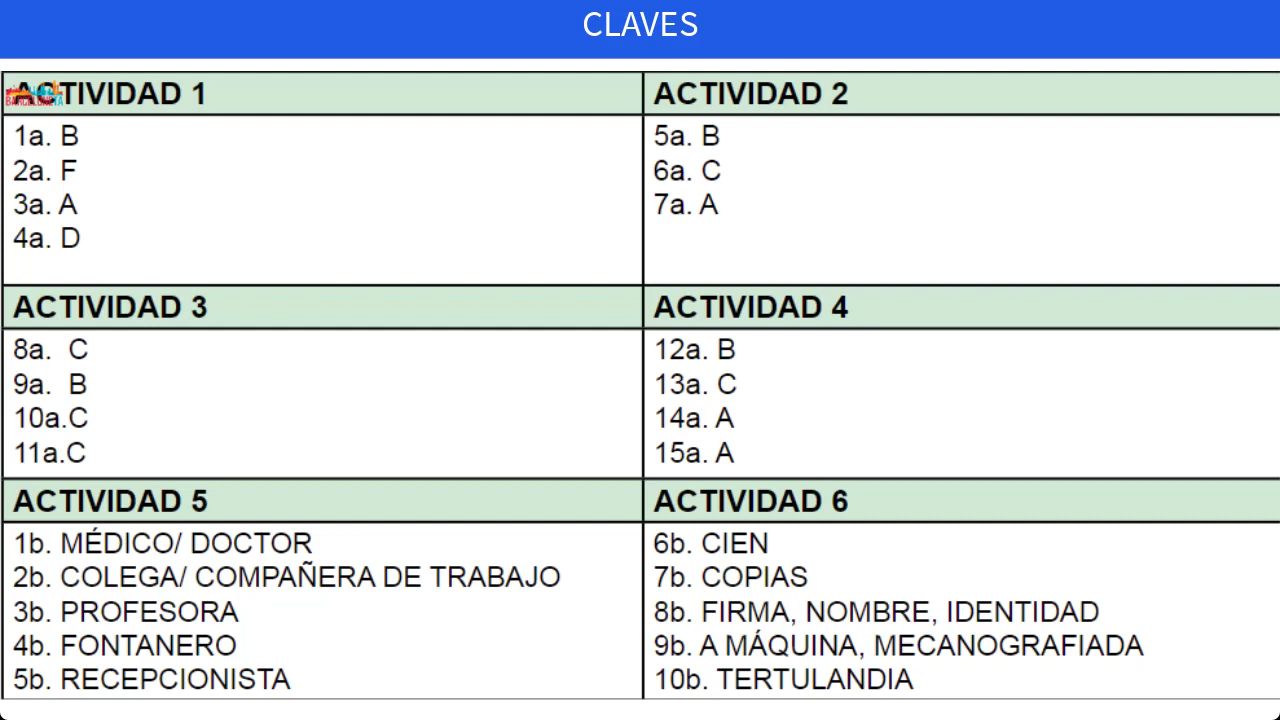 CLAVES
ACTIVIDAD 1
BARCELONETA
1a. B
2a. F
3a. A
4a. D
ACTIVIDAD 2
5a. B
6a. C
7a. A
ACTIVIDAD 3
8a. C
9a. B
10a.C
11a.C
ACTIVIDAD 4
12a. B
13a. C
14a. A
15a. A
ACTIVIDAD 5
1b. MÉDICO/ DOCTOR
2b. COLEGA/ COMPAÑERA DE TRABAJO
3b. PROFESORA
4b. FONTANERO
5b. RECEPCIONISTA
ACTIVIDAD 6
6b. CIEN
7b. COPIAS
8b. FIRMA, NOMBRE, IDENTIDAD
9b. A MÁQUINA, MECANOGRAFIADA
10b. TERTULANDIA